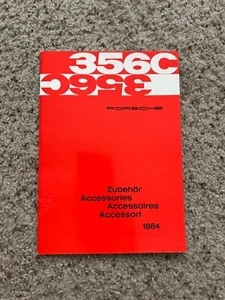 356C
356C
PORSCHE
Zubehör
Accessories
Accessoires
Accessori
1964